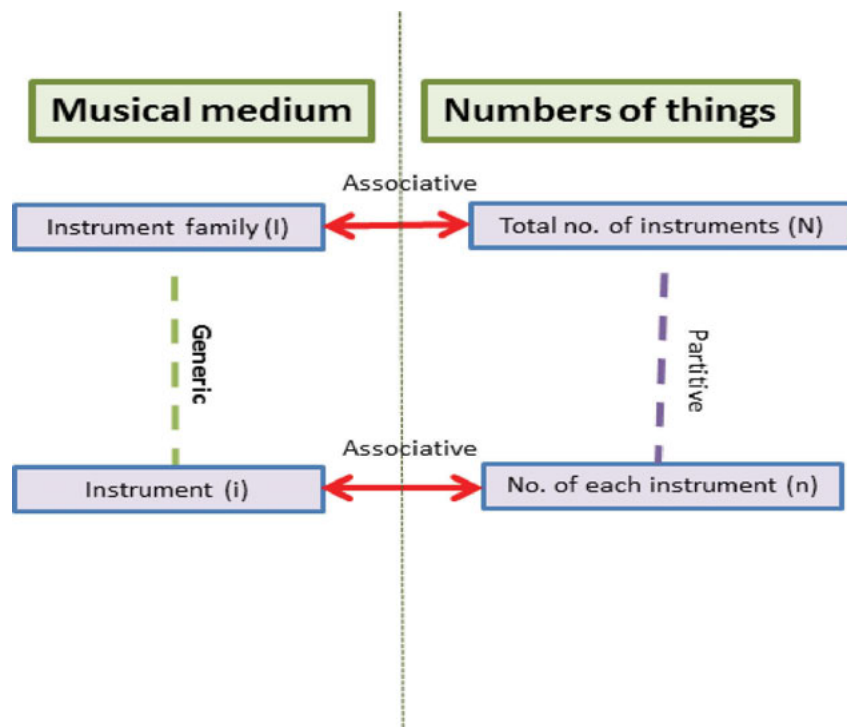 Musical medium
Numbers of things
Associative
Instrument family (I)
Total no. of instruments (N)
Generic
Partitive
Associative
Instrument (i)
No. of each instrument (n)